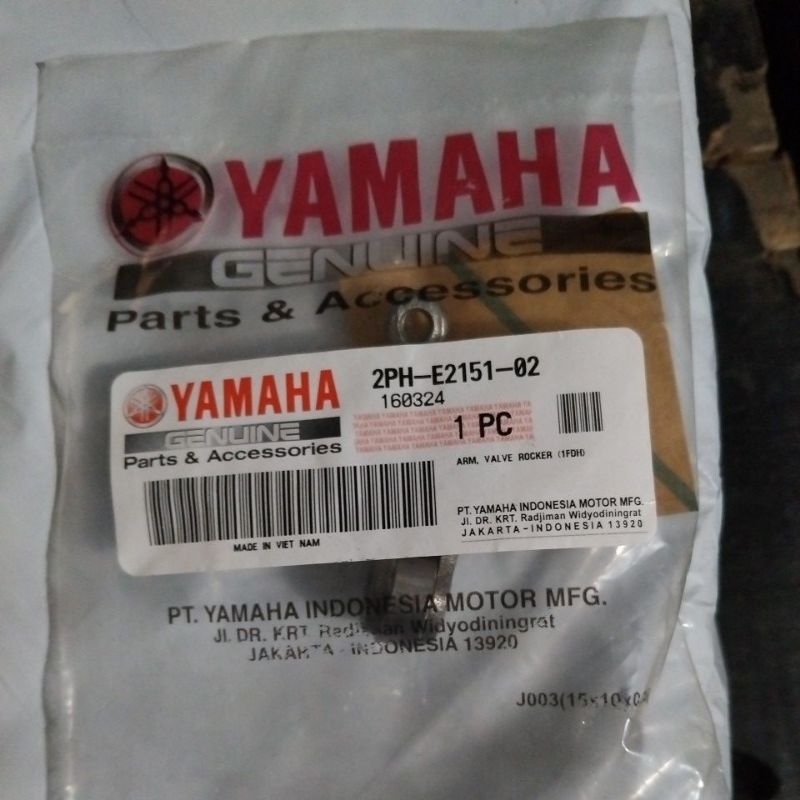 YAMAHA
GENUINE
Parts & Accessories
YAMAHA
GENUINE
Parts & Accessories
MADE IN VIET NAM
2PH-E2151-02
160324
1 PC
ARM, VALVE ROCKER (1FDH)
PT. YAMAHA INDONESIA MOTOR MFG.
Jl. DR. KRT. Radjiman Widyodiningrat
JAKARTA-INDONESIA 13920
PT. YAMAHA INDONESIA MOTOR MFG.
Jl. DR. KRT. Radjiman Widyodiningrat
JAKARTA - INDONESIA 13920